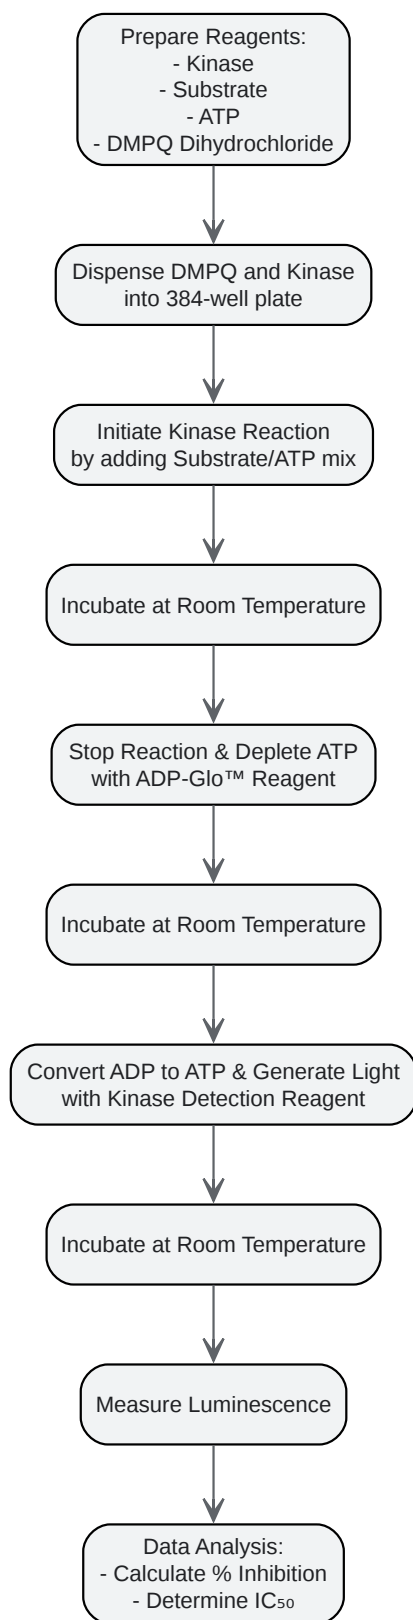 Prepare Reagents:
- Kinase
- Substrate
- ATP
- DMPQ Dihydrochloride
Dispense DMPQ and Kinase
into 384-well plate
Initiate Kinase Reaction
by adding Substrate/ATP mix
Incubate at Room Temperature
Stop Reaction & Deplete ATP
with ADP-Glo™ Reagent
Incubate at Room Temperature
Convert ADP to ATP & Generate Light
with Kinase Detection Reagent
Incubate at Room Temperature
Measure Luminescence
Data Analysis:
- Calculate % Inhibition
- Determine IC₅₀